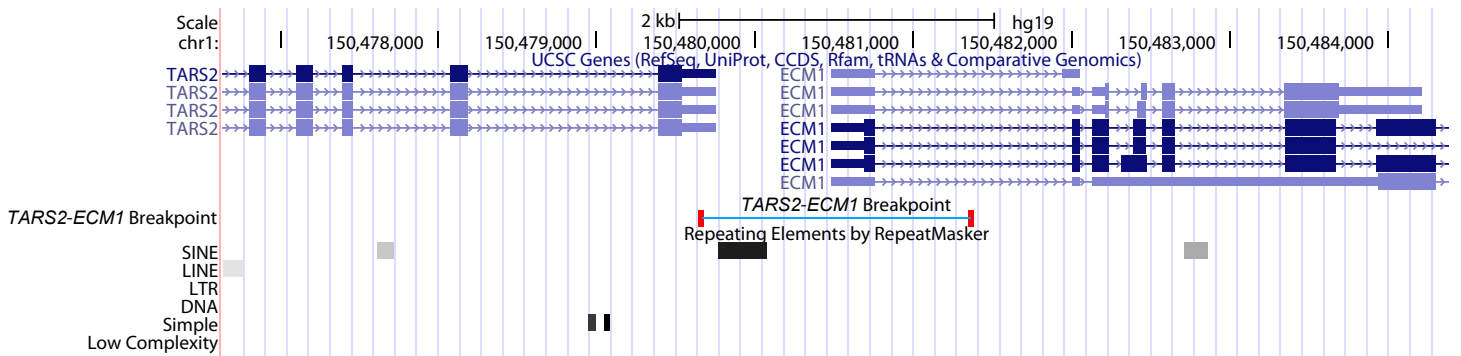 Scale 2 kb hg19
chr1: 150,478,000 150,479,000 150,480,000 150,481,000 150,482,000 150,483,000 150,484,000
UCSC Genes (RefSeq, UniProt, CCDS, Rfam, tRNAs & Comparative Genomics)
TARS2 ECM1
TARS2 ECM1
TARS2 ECM1
TARS2 ECM1
ECM1
ECM1
ECM1
TARS2-ECM1 Breakpoint
TARS2-ECM1 Breakpoint
Repeating Elements by RepeatMasker
SINE
LINE
LTR
DNA
Simple
Low Complexity